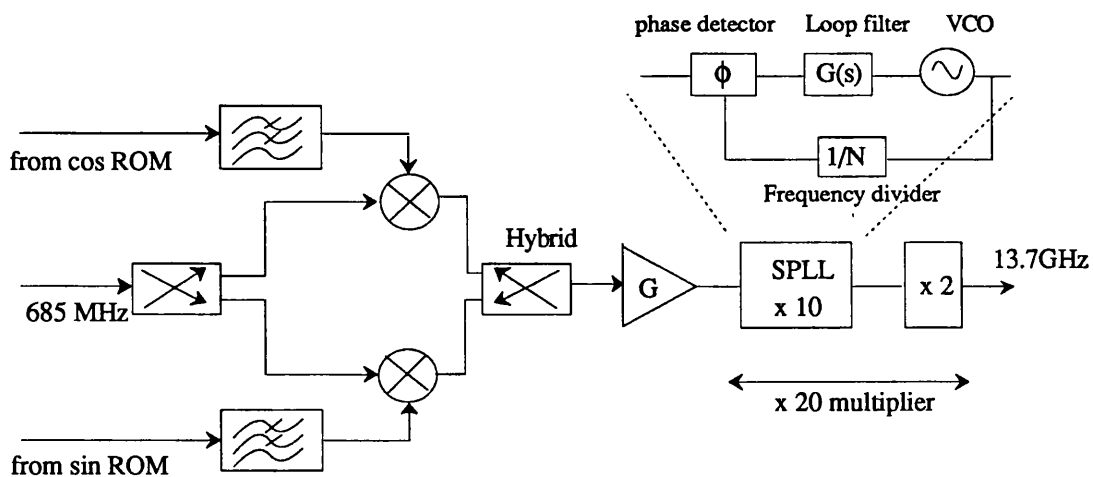 phase detector Loop filter VCO
ϕ G(s)
1/N
Frequency divider
from cos ROM
Hybrid
685 MHz
G
SPLL
x 10
x 2
13.7GHz
x 20 multiplier
from sin ROM